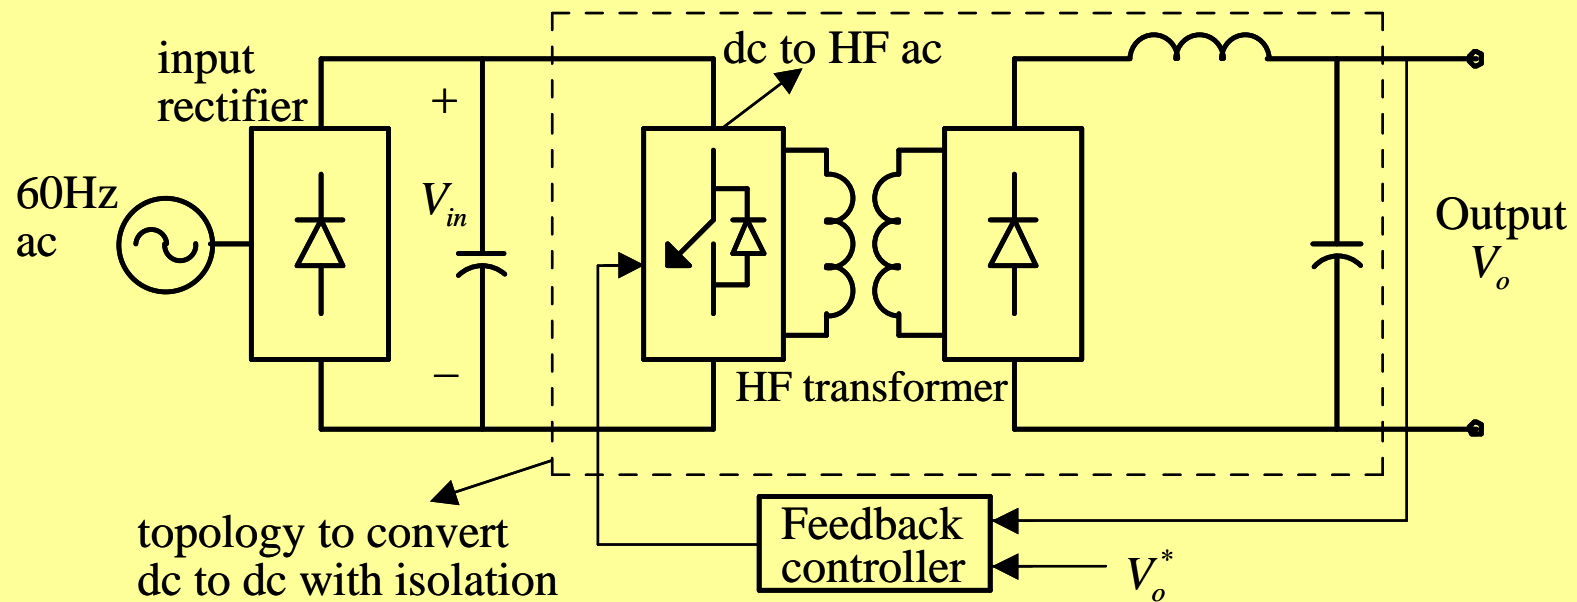 input
rectifier
dc to HF ac
60Hz
ac
+
V_in
−
Output
V_o
HF transformer
topology to convert
dc to dc with isolation
Feedback
controller
V_o^*